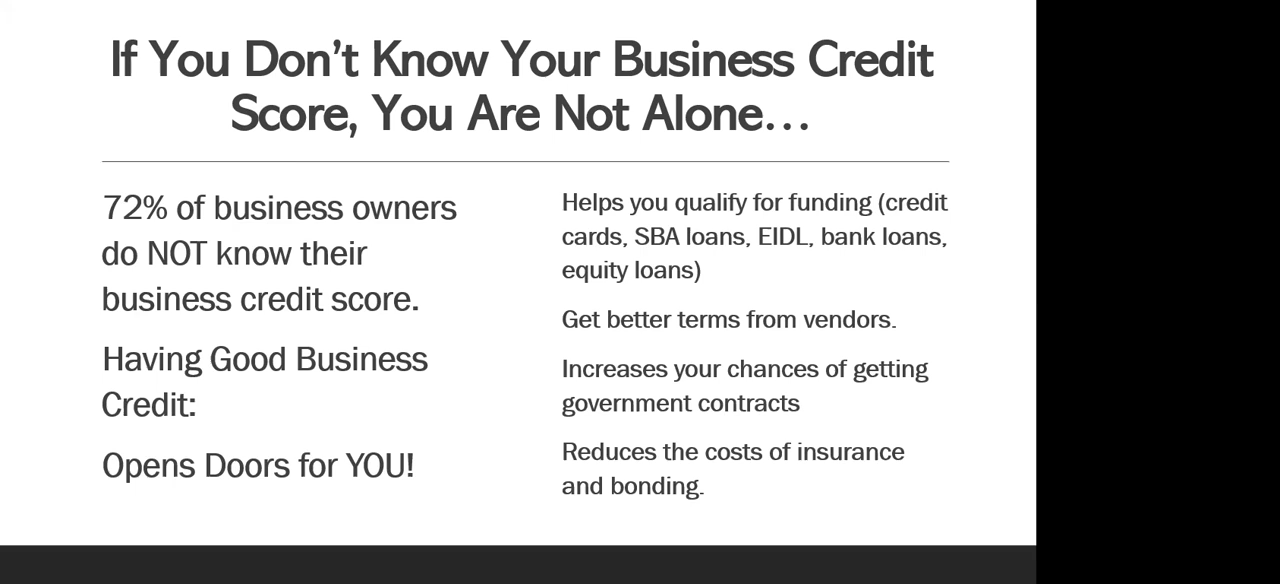 If You Don’t Know Your Business Credit
Score, You Are Not Alone…
72% of business owners
do NOT know their
business credit score.
Having Good Business
Credit:
Opens Doors for YOU!
Helps you qualify for funding (credit
cards, SBA loans, EIDL, bank loans,
equity loans)
Get better terms from vendors.
Increases your chances of getting
government contracts
Reduces the costs of insurance
and bonding.